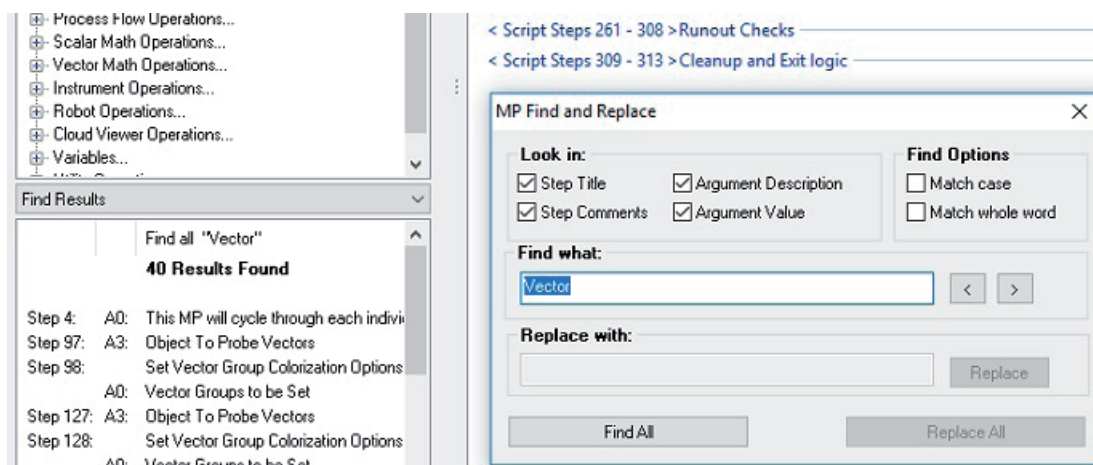 Process Flow Operations...
Scalar Math Operations...
Vector Math Operations...
Instrument Operations...
Robot Operations...
Cloud Viewer Operations...
Variables...
Find Results
Find all "Vector"
40 Results Found
Step 4: A0: This MP will cycle through each indivi
Step 97: A3: Object To Probe Vectors
Step 98: Set Vector Group Colorization Options
A0: Vector Groups to be Set
Step 127: A3: Object To Probe Vectors
Step 128: Set Vector Group Colorization Options
A0: Vector Groups to be Set
< Script Steps 261 - 308 >Runout Checks
< Script Steps 309 - 313 >Cleanup and Exit logic
MP Find and Replace
Look in:
Step Title
Argument Description
Step Comments
Argument Value
Find Options
Match case
Match whole word
Find what:
Vector
< >
Replace with:
Replace
Find All
Replace All